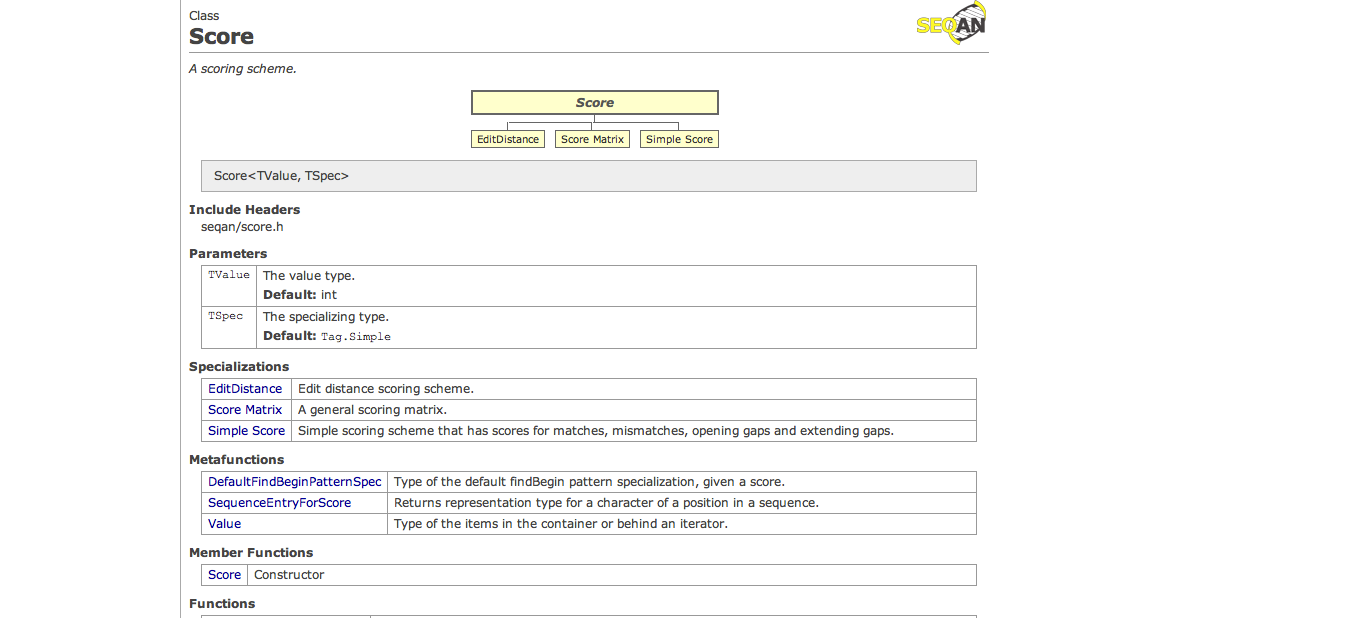 Class
Score
SEQAN
A scoring scheme.
Score
EditDistance Score Matrix Simple Score
Score<TValue, TSpec>
Include Headers
seqan/score.h
Parameters
TValue The value type.
Default: int
TSpec The specializing type.
Default: Tag.Simple
Specializations
EditDistance Edit distance scoring scheme.
Score Matrix A general scoring matrix.
Simple Score Simple scoring scheme that has scores for matches, mismatches, opening gaps and extending gaps.
Metafunctions
DefaultFindBeginPatternSpec Type of the default findBegin pattern specialization, given a score.
SequenceEntryForScore Returns representation type for a character of a position in a sequence.
Value Type of the items in the container or behind an iterator.
Member Functions
Score Constructor
Functions